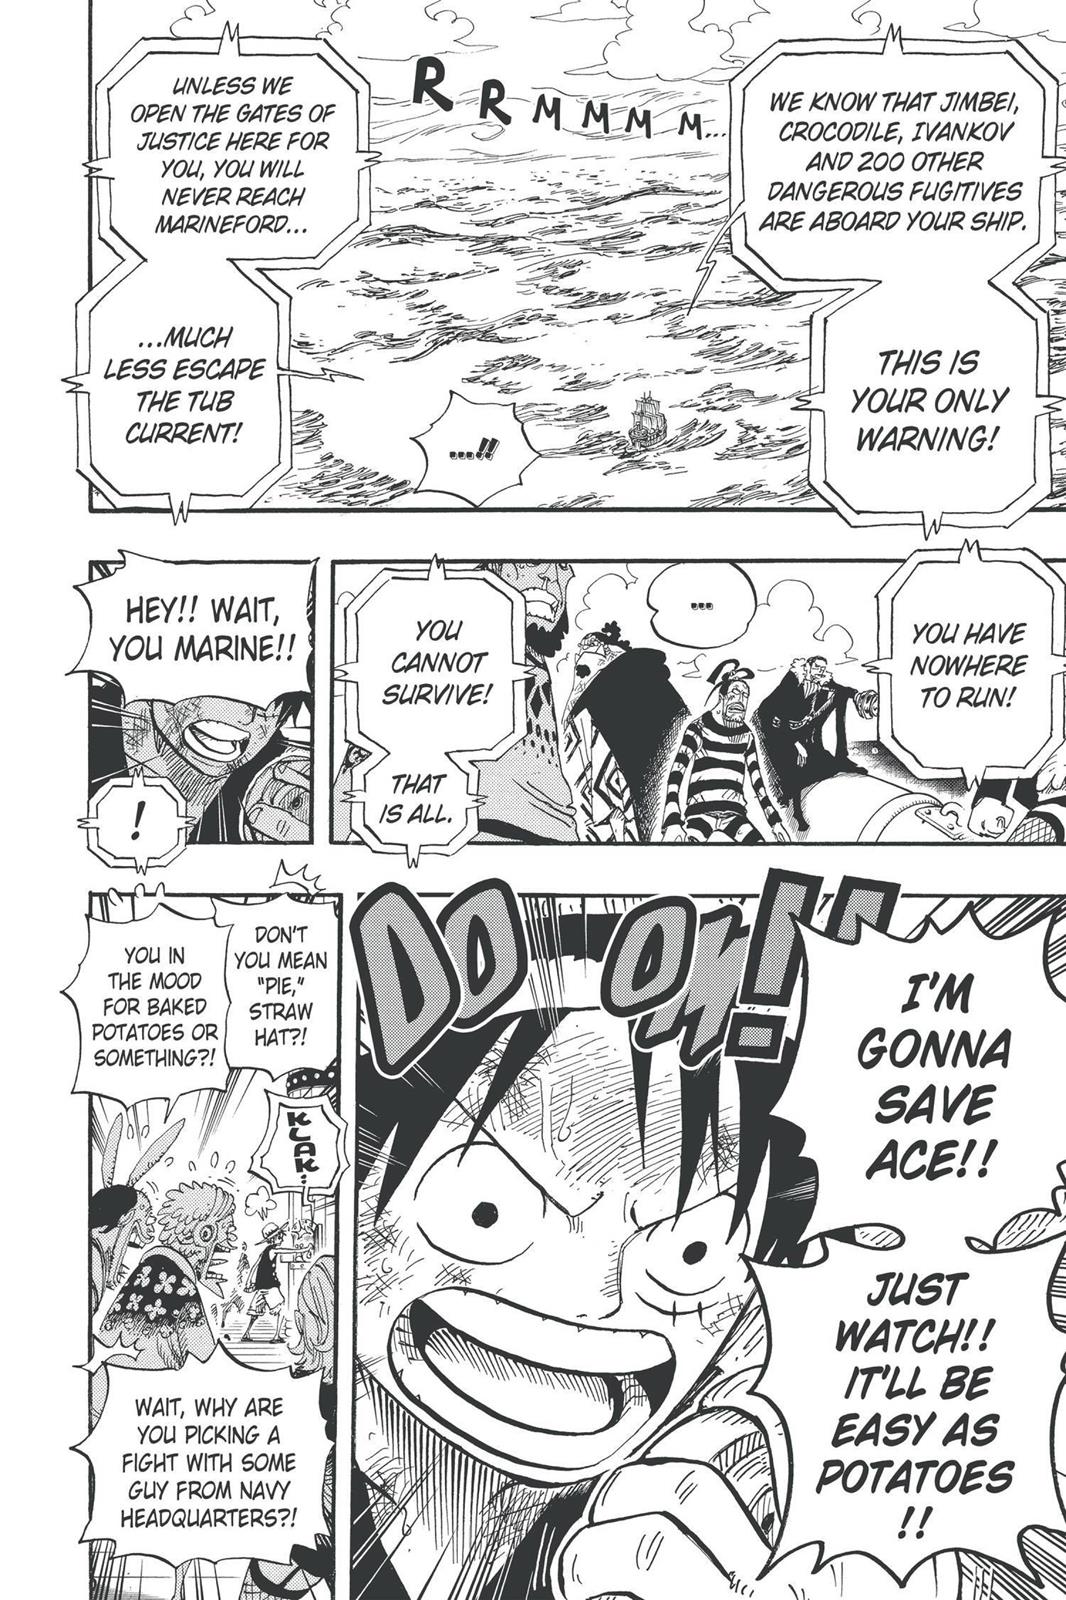 WE KNOW THAT JIMBEI,
CROCODILE, IVANKOV
AND 200 OTHER
DANGEROUS FUGITIVES
ARE ABOARD YOUR SHIP.
THIS IS
YOUR ONLY
WARNING!
RRMMMM...
UNLESS WE
OPEN THE GATES OF
JUSTICE HERE FOR
YOU, YOU WILL
NEVER REACH
MARINEFORD...
...MUCH
LESS ESCAPE
THE TUB
CURRENT!
...!!
YOU HAVE
NOWHERE
TO RUN!
...
YOU
CANNOT
SURVIVE!
THAT
IS ALL.
HEY!! WAIT,
YOU MARINE!!
!
I'M
GONNA
SAVE
ACE!!
JUST
WATCH!!
IT'LL BE
EASY AS
POTATOES
!!
DOOM!!
DON'T
YOU MEAN
"PIE,"
STRAW
HAT?!
YOU IN
THE MOOD
FOR BAKED
POTATOES OR
SOMETHING?!
KLAK...
WAIT, WHY ARE
YOU PICKING A
FIGHT WITH SOME
GUY FROM NAVY
HEADQUARTERS?!